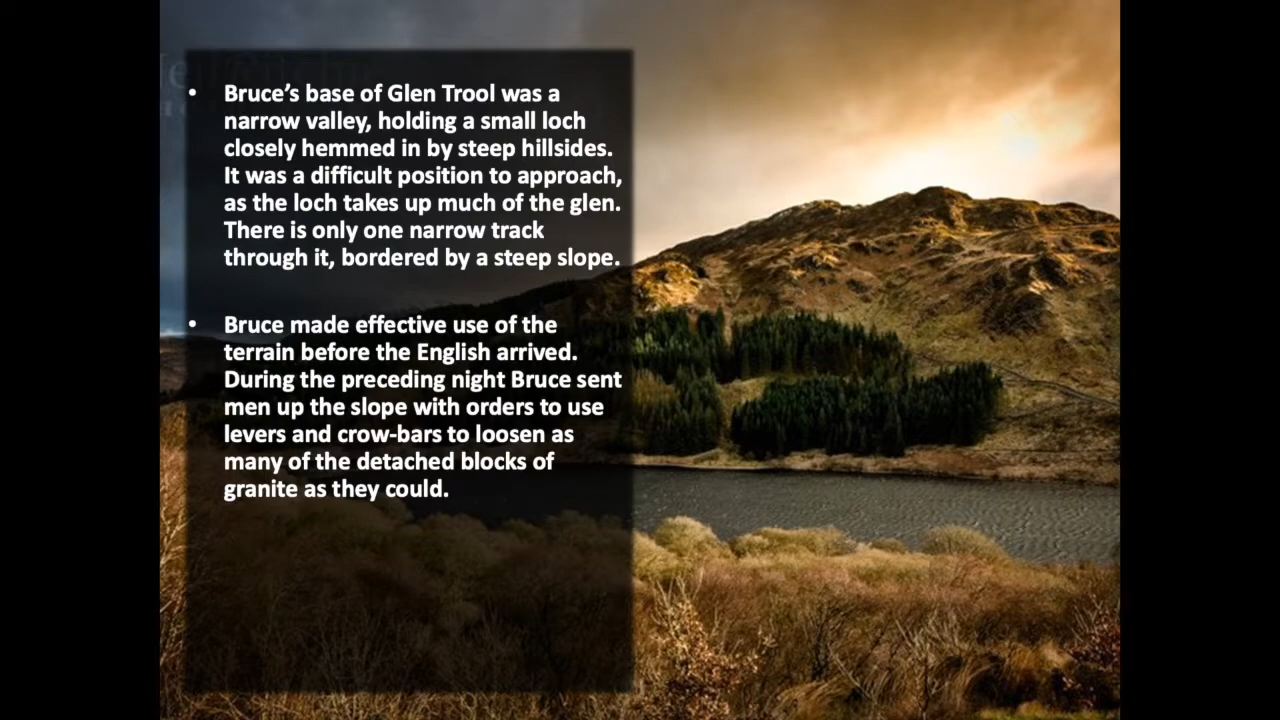 • Bruce’s base of Glen Trool was a
narrow valley, holding a small loch
closely hemmed in by steep hillsides.
It was a difficult position to approach,
as the loch takes up much of the glen.
There is only one narrow track
through it, bordered by a steep slope.
• Bruce made effective use of the
terrain before the English arrived.
During the preceding night Bruce sent
men up the slope with orders to use
levers and crow-bars to loosen as
many of the detached blocks of
granite as they could.